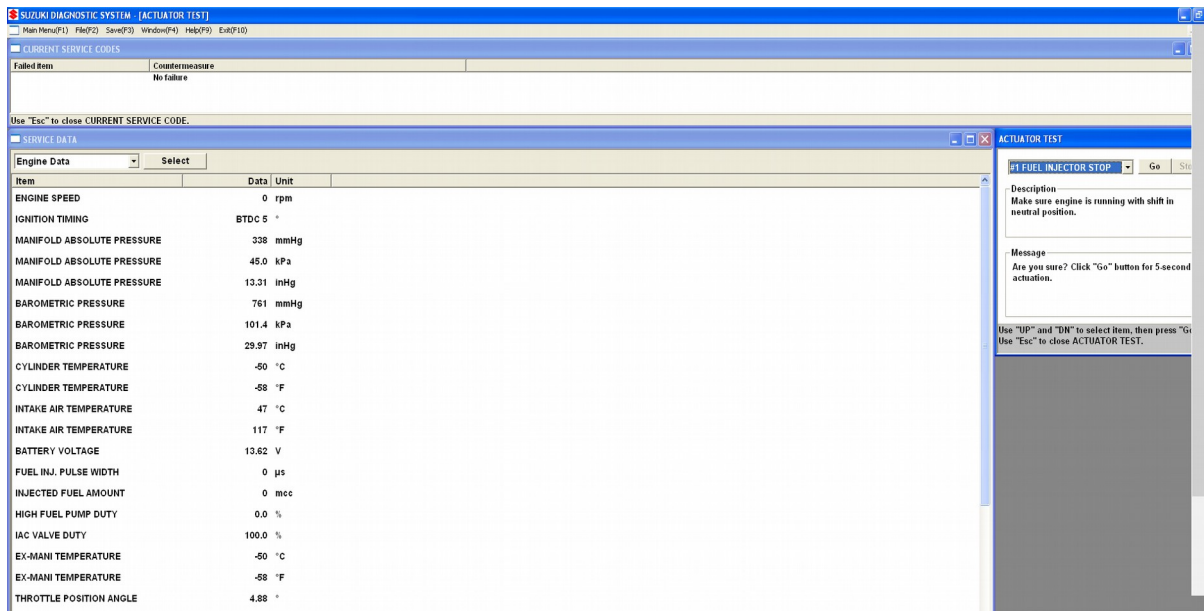 SUZUKI DIAGNOSTIC SYSTEM - [ACTUATOR TEST]
Main Menu(F1) File(F2) Save(F3) Window(F4) Help(F9) Exit(F10)
CURRENT SERVICE CODES
Failed item Countermeasure
No failure
Use "Esc" to close CURRENT SERVICE CODE.
SERVICE DATA
Engine Data Select
Item Data Unit
ENGINE SPEED 0 rpm
IGNITION TIMING BTDC 5 °
MANIFOLD ABSOLUTE PRESSURE 338 mmHg
MANIFOLD ABSOLUTE PRESSURE 45.0 kPa
MANIFOLD ABSOLUTE PRESSURE 13.31 inHg
BAROMETRIC PRESSURE 761 mmHg
BAROMETRIC PRESSURE 101.4 kPa
BAROMETRIC PRESSURE 29.97 inHg
CYLINDER TEMPERATURE -50 °C
CYLINDER TEMPERATURE -58 °F
INTAKE AIR TEMPERATURE 47 °C
INTAKE AIR TEMPERATURE 117 °F
BATTERY VOLTAGE 13.62 V
FUEL INJ. PULSE WIDTH 0 µs
INJECTED FUEL AMOUNT 0 mcc
HIGH FUEL PUMP DUTY 0.0 %
IAC VALVE DUTY 100.0 %
EX-MANI TEMPERATURE -50 °C
EX-MANI TEMPERATURE -58 °F
THROTTLE POSITION ANGLE 4.88 °
ACTUATOR TEST
#1 FUEL INJECTOR STOP Go
Description
Make sure engine is running with shift in
neutral position.
Message
Are you sure? Click "Go" button for 5-second
actuation.
Use "UP" and "DN" to select item, then press "Go
Use "Esc" to close ACTUATOR TEST.